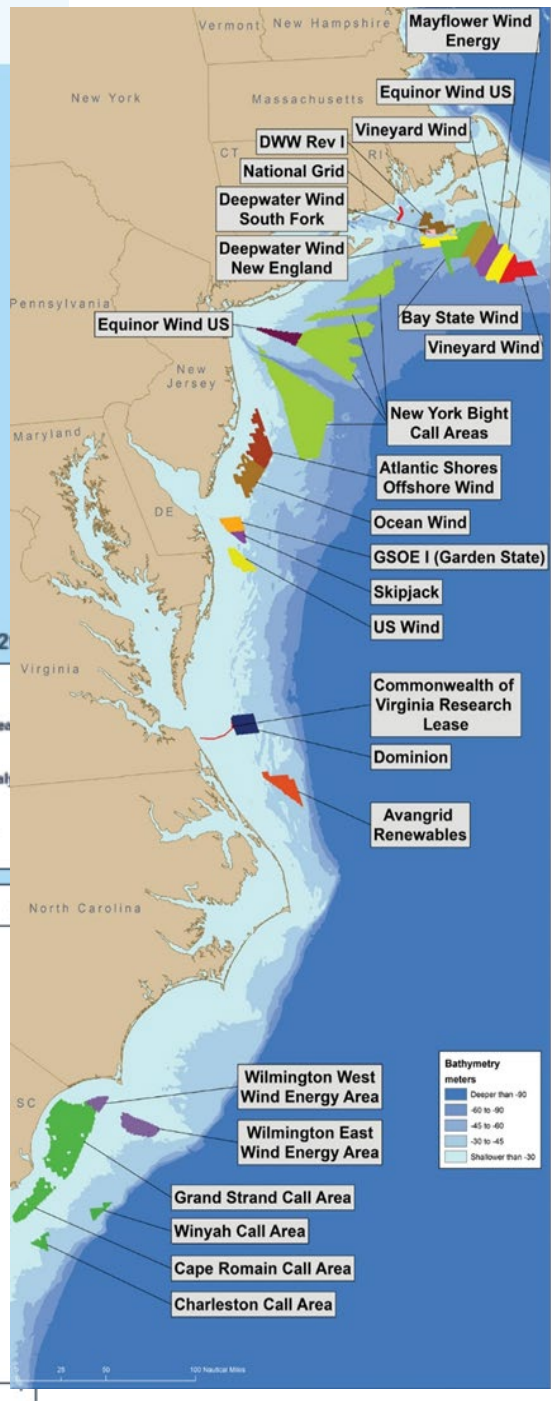 Vermont
New Hampshire
Mayflower Wind
Energy
New York
Massachusetts
Equinor Wind US
Vineyard Wind
DWW Rev I
CT
RI
National Grid
Deepwater Wind
South Fork
Deepwater Wind
New England
Pennsylvania
Equinor Wind US
Bay State Wind
Vineyard Wind
New
Jersey
New York Bight
Call Areas
Maryland
Atlantic Shores
Offshore Wind
DE
Ocean Wind
GSOE I (Garden State)
Skipjack
US Wind
2
Virginia
Commonwealth of
Virginia Research
Lease
Dominion
Avangrid
Renewables
North Carolina
Bathymetry
meters
Deeper than -90
-60 to -90
-45 to -60
-30 to -45
Shallower than -30
SC
Wilmington West
Wind Energy Area
Wilmington East
Wind Energy Area
Grand Strand Call Area
Winyah Call Area
Cape Romain Call Area
Charleston Call Area
25 50 100 Nautical Miles